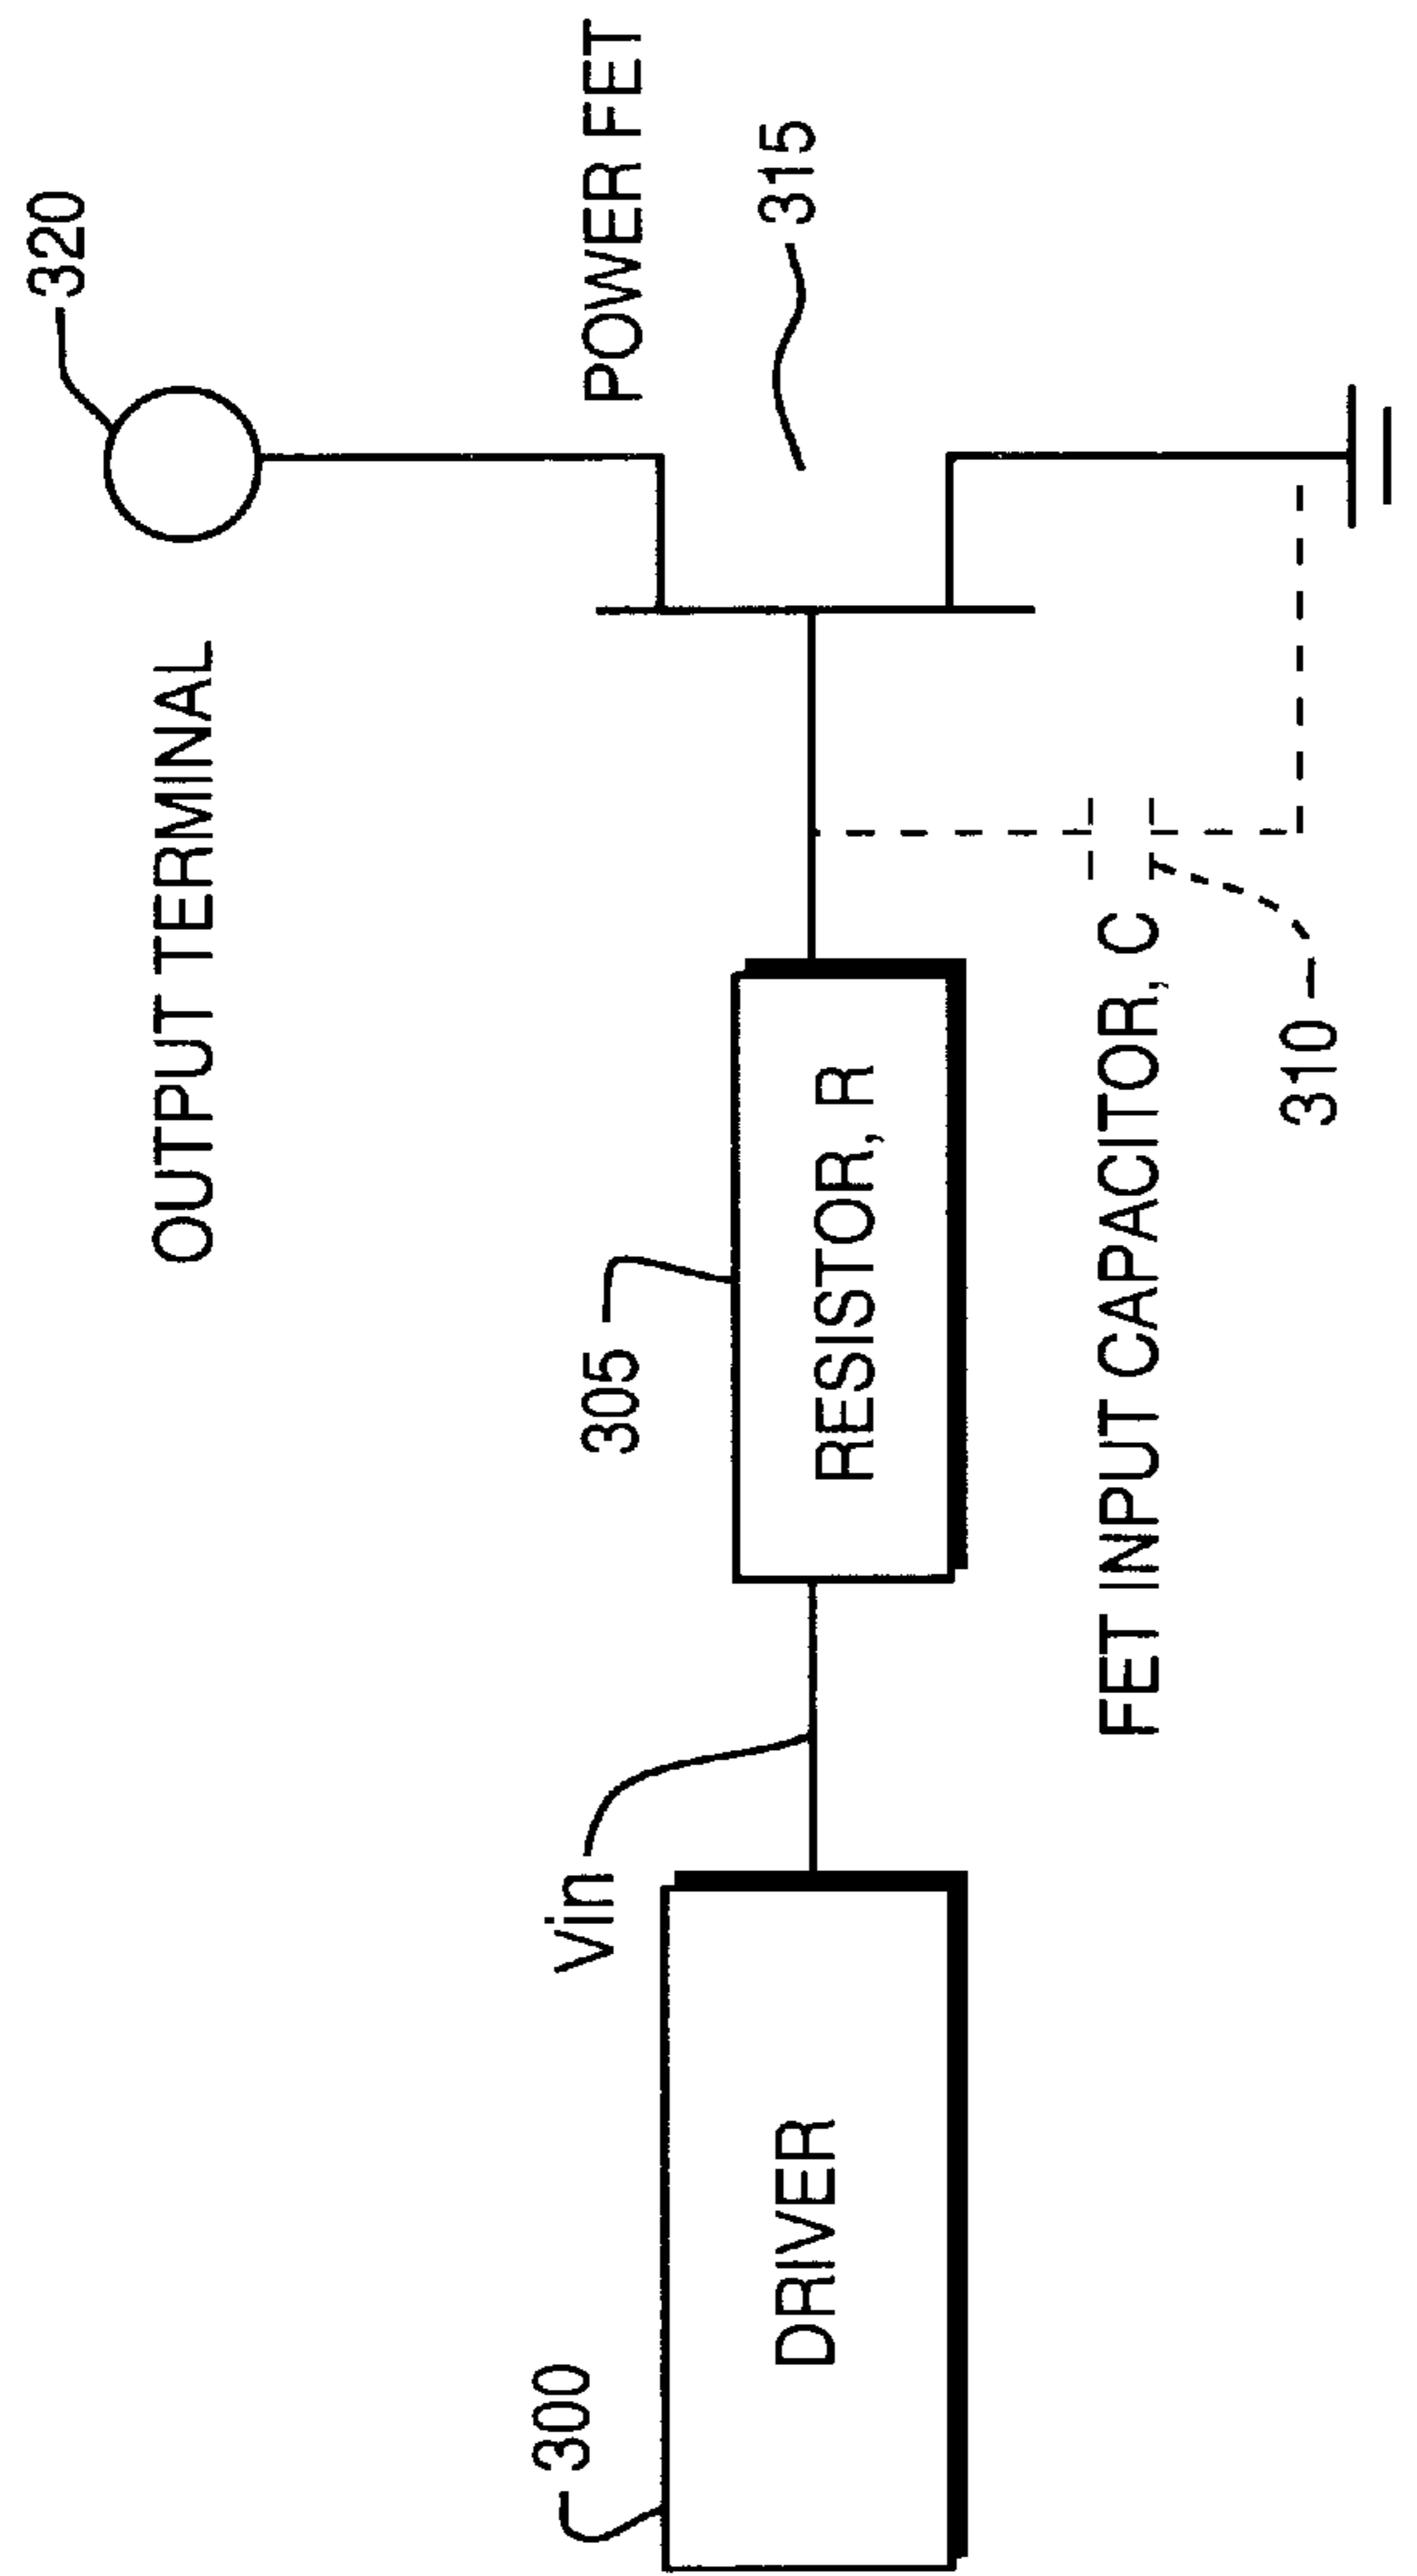 320
OUTPUT TERMINAL
POWER FET
315
305
RESISTOR, R
Vin
300
DRIVER
FET INPUT CAPACITOR, C
310